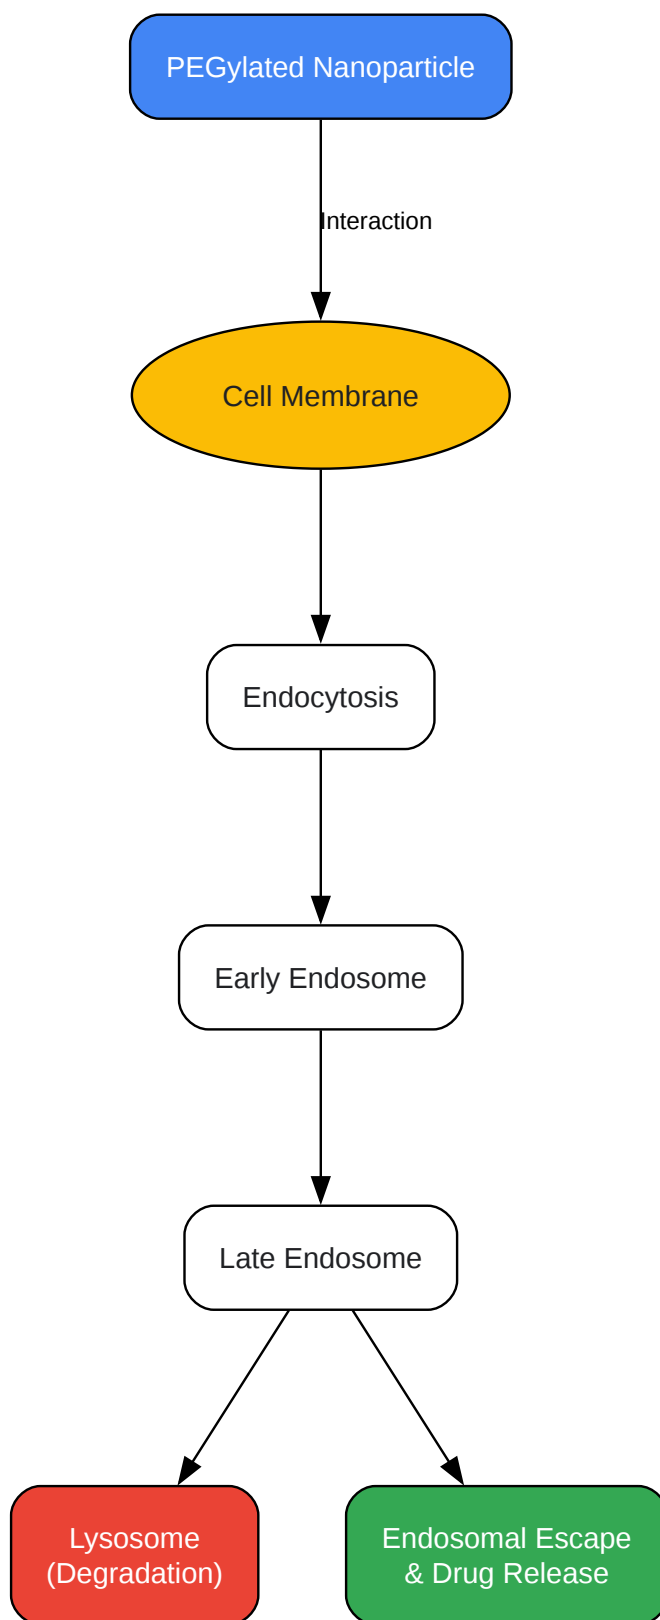 PEGylated Nanoparticle
Interaction
Cell Membrane
Endocytosis
Early Endosome
Late Endosome
Lysosome
(Degradation)
Endosomal Escape
& Drug Release